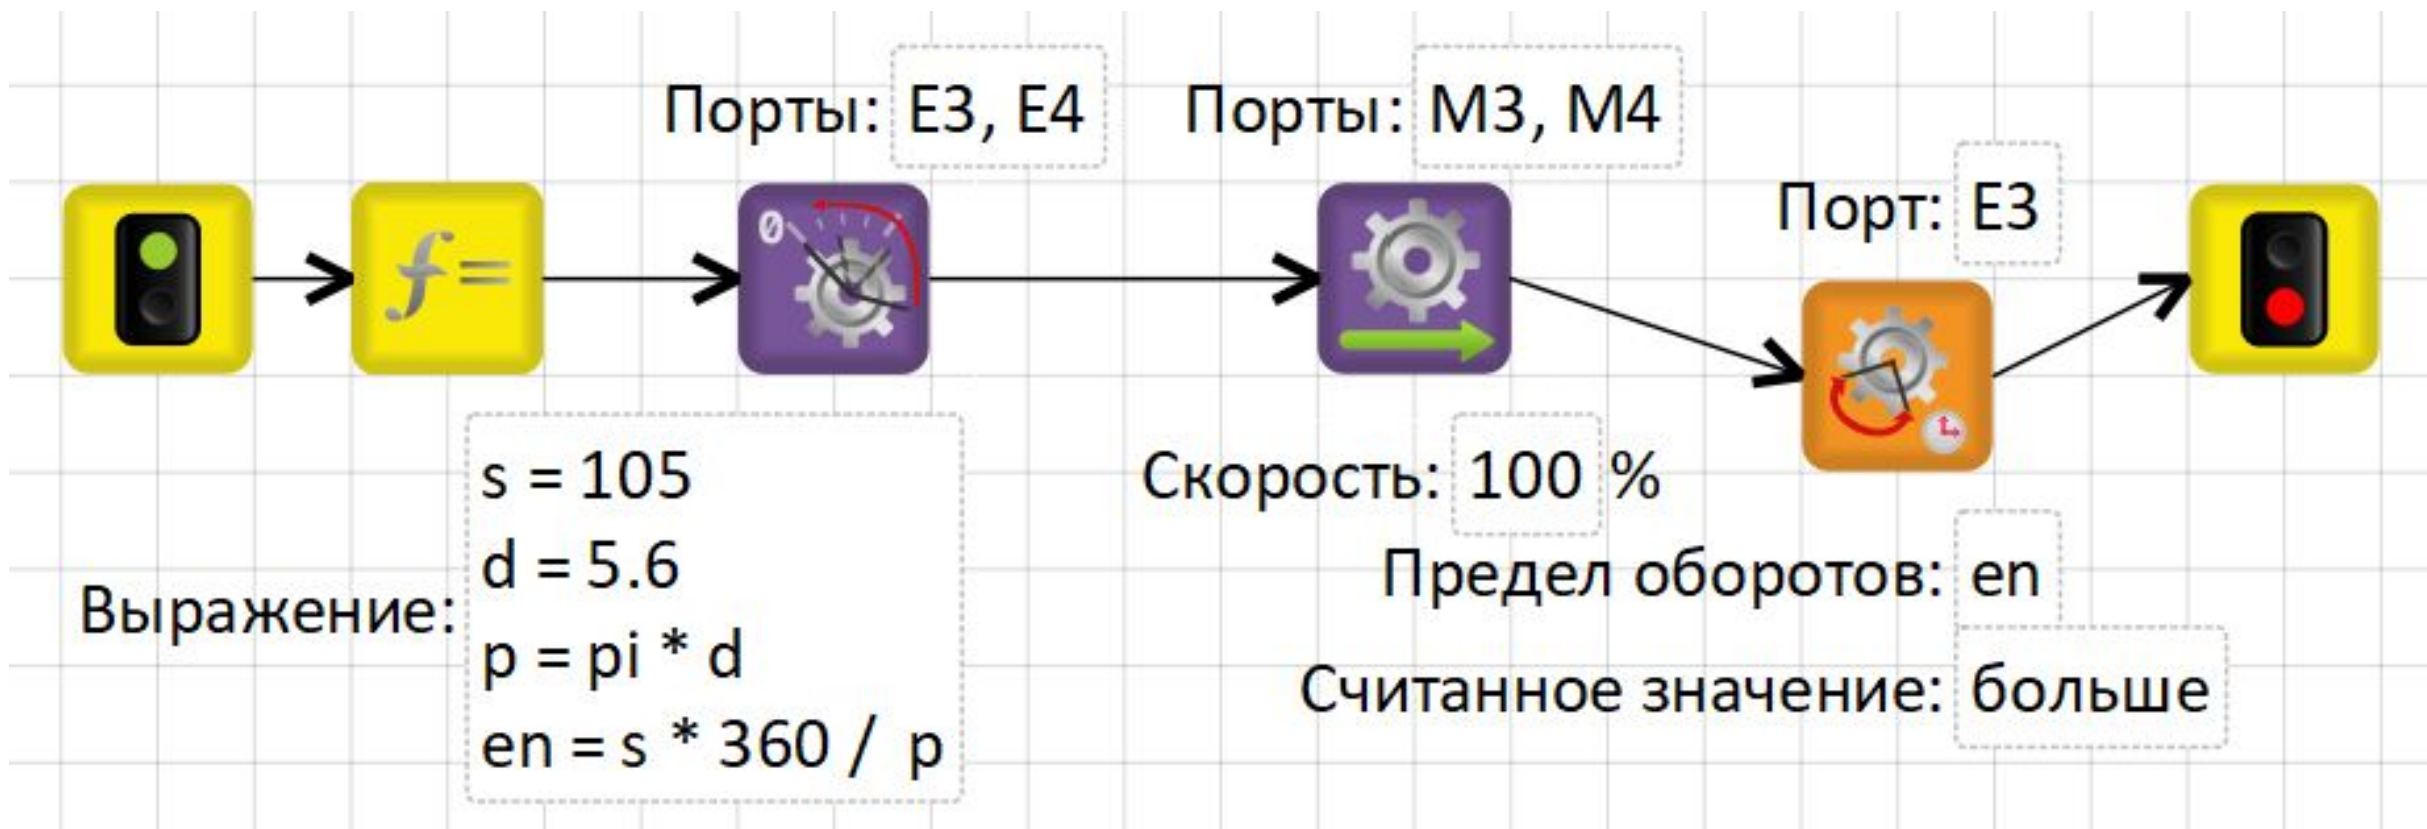 Порты: E3, E4
Порты: M3, M4
Порт: E3
0
f =
Выражение:
s = 105
d = 5.6
p = pi * d
en = s * 360 / p
Скорость: 100 %
Предел оборотов: en
Считанное значение: больше